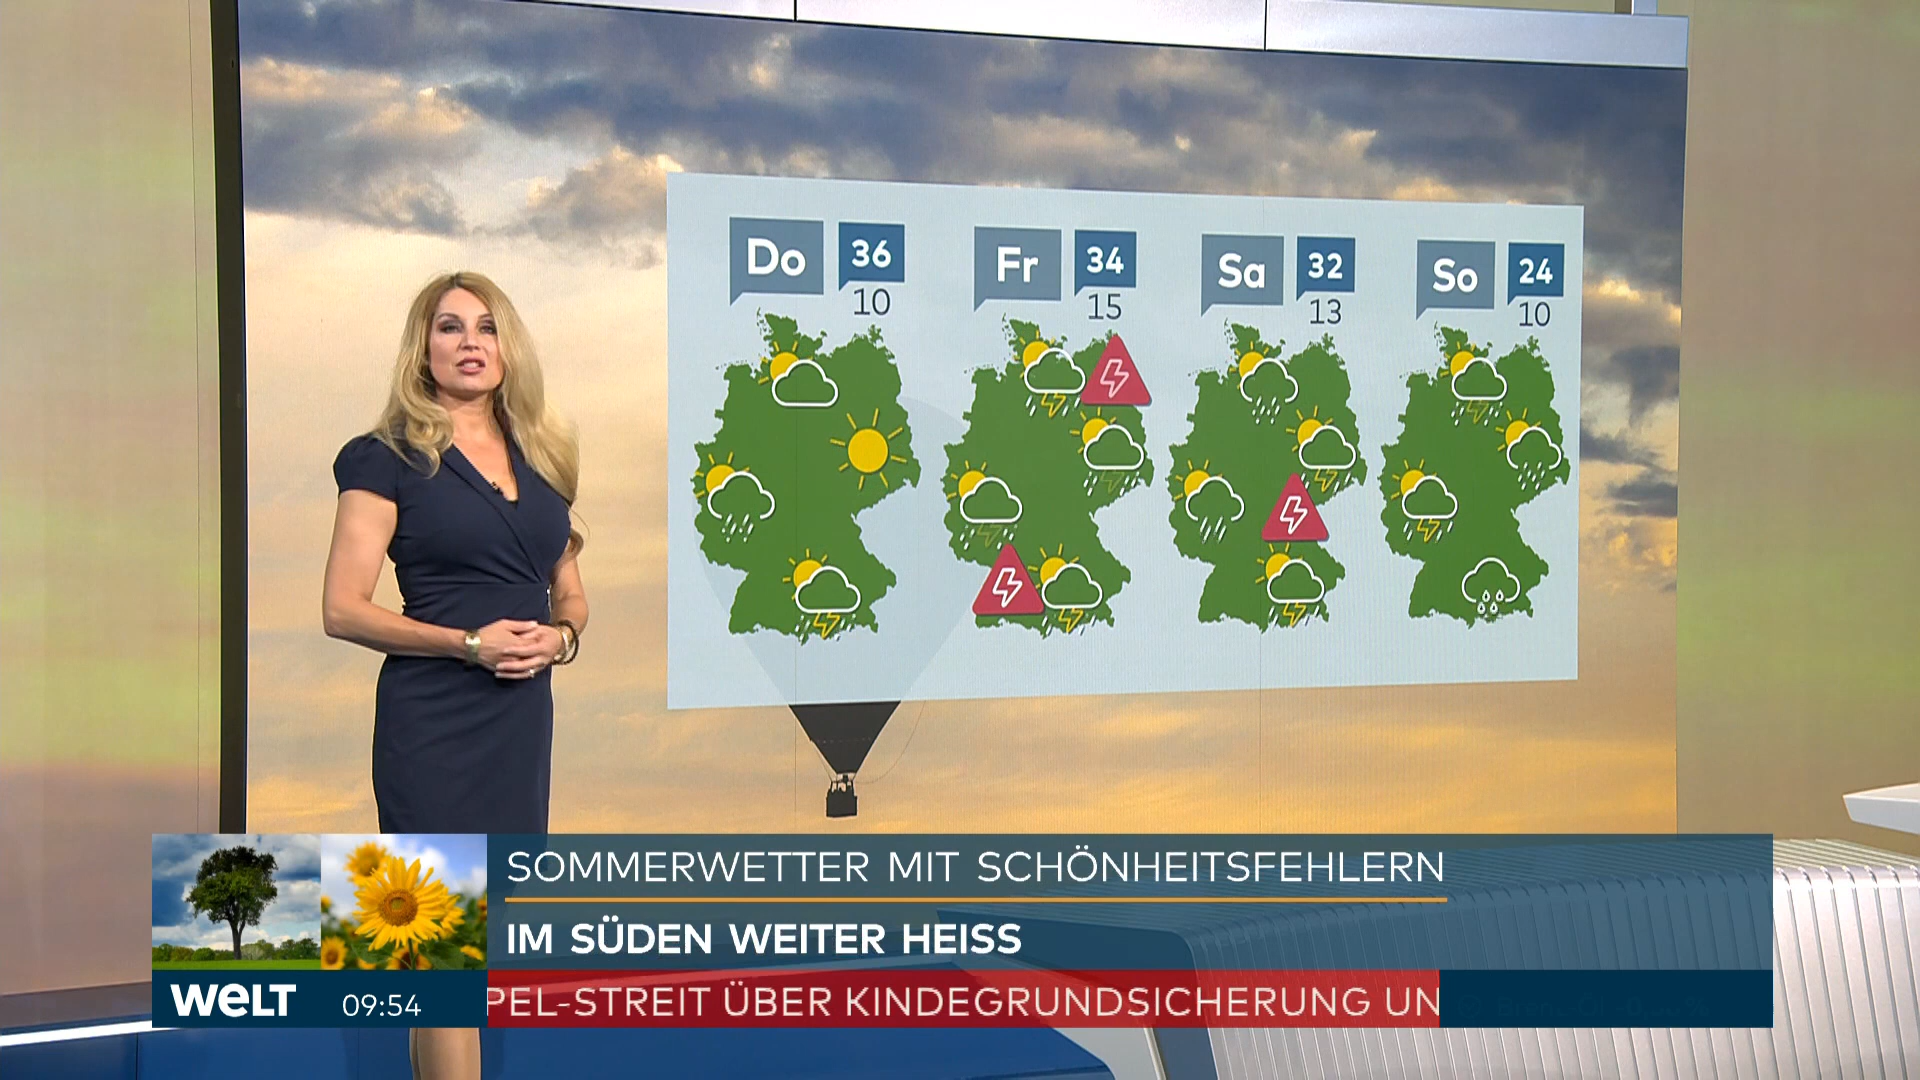 Do 36 Fr 34 Sa 32 So 24
10 15 13 10
SOMMERWETTER MIT SCHÖNHEITSFEHLERN
IM SÜDEN WEITER HEISS
WELT 09:54 PEL-STREIT ÜBER KINDEGRUNDSICHERUNG UN